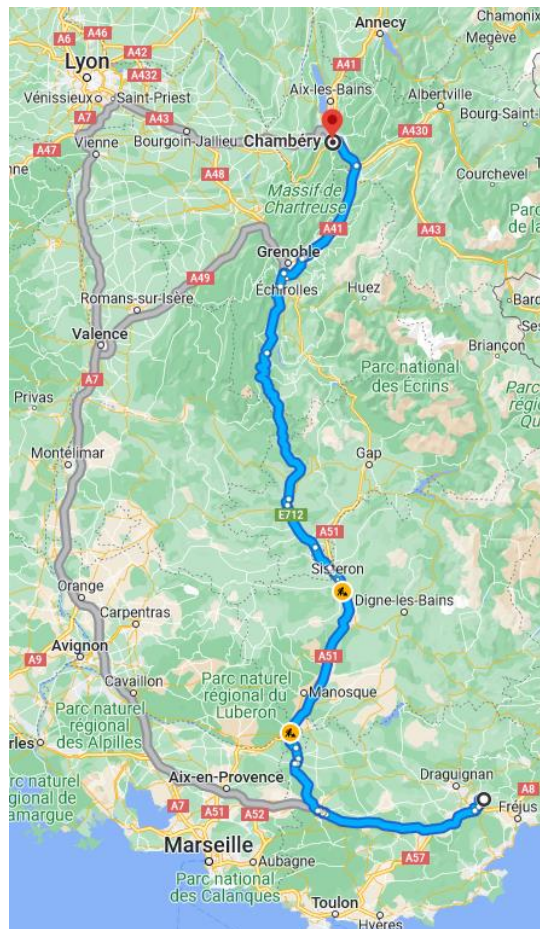 Annecy
Chamonix
A6
A46
A42
A41
Megève
Lyon
A432
Aix-les-Bains
Albertville
Vénissieux
Saint-Priest
Bourg-Saint-
A7
A43
Bourgoin-Jallieu
Chambéry
A430
A47
Vienne
A48
Massif de
Chartreuse
Courchevel
Parc
de la
A41
A43
A49
Grenoble
Romans-sur-Isère
Échirolles
Huez
Valence
Briançon
Parc national
des Écrins
A7
Privas
Montélimar
Gap
E712
A51
Sisteron
Orange
Digne-les-Bains
Carpentras
A9
Avignon
A51
Parc naturel
régional du
Luberon
Manosque
Cavaillon
Parc naturel
régional
des Alpilles
Aix-en-Provence
Draguignan
A8
Fréjus
A7
A51
A52
Marseille
A57
Aubagne
Parc national
des Calanques
Toulon
Hyères